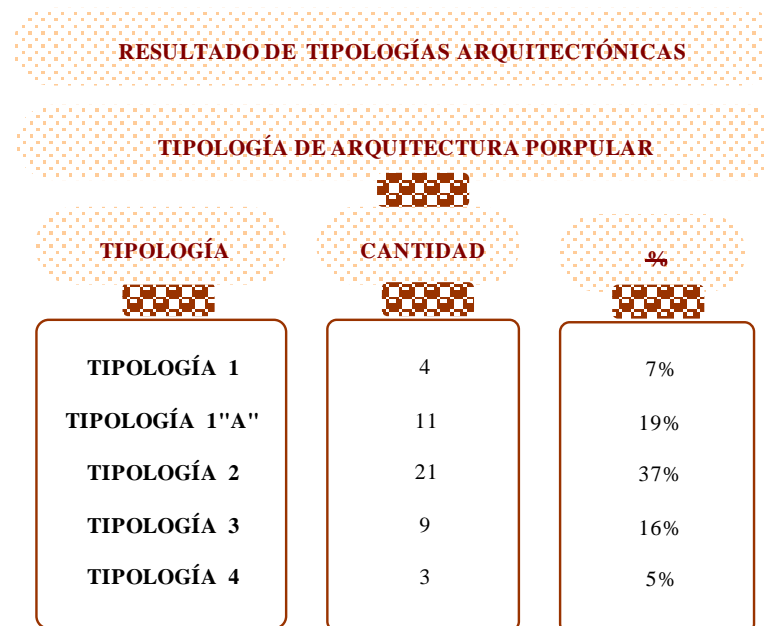 RESULTADO DE TIPOLOGÍAS ARQUITECTÓNICAS
TIPOLOGÍA DE ARQUITECTURA PORPULAR
TIPOLOGÍA CANTIDAD %
TIPOLOGÍA 1 4 7%
TIPOLOGÍA 1"A" 11 19%
TIPOLOGÍA 2 21 37%
TIPOLOGÍA 3 9 16%
TIPOLOGÍA 4 3 5%